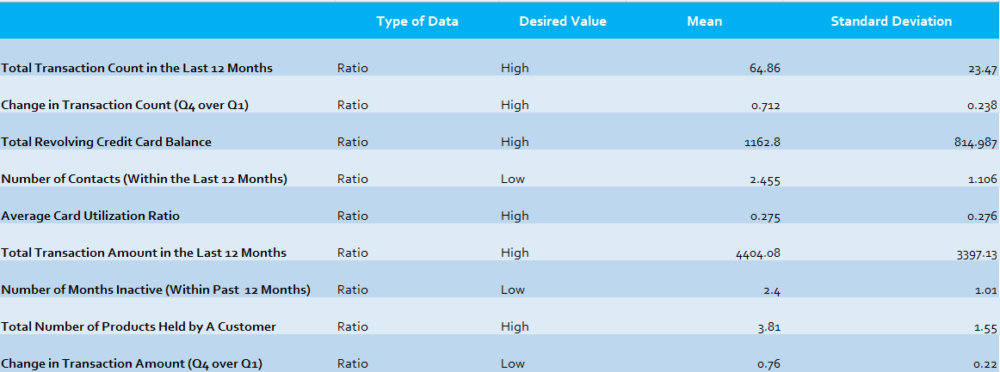 Type of Data Desired Value Mean Standard Deviation
Total Transaction Count in the Last 12 Months Ratio High 64.86 23.47
Change in Transaction Count (Q4 over Q1) Ratio High 0.712 0.238
Total Revolving Credit Card Balance Ratio High 1162.8 814.987
Number of Contacts (Within the Last 12 Months) Ratio Low 2.455 1.106
Average Card Utilization Ratio Ratio High 0.275 0.276
Total Transaction Amount in the Last 12 Months Ratio High 4404.08 3397.13
Number of Months Inactive (Within Past  12 Months) Ratio Low 2.4 1.01
Total Number of Products Held by A Customer Ratio High 3.81 1.55
Change in Transaction Amount (Q4 over Q1) Ratio Low 0.76 0.22